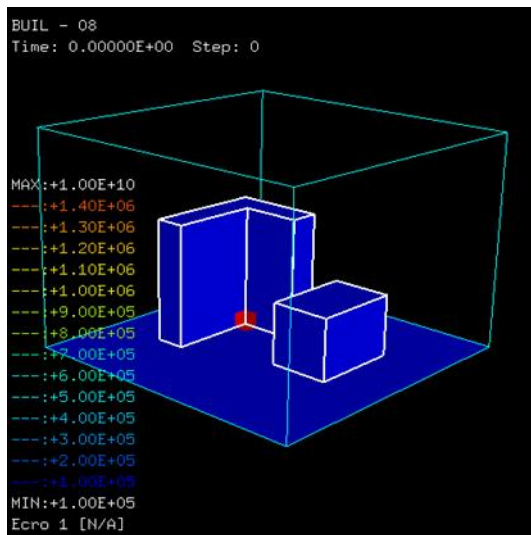 BUIL - 08
Time: 0.00000E+00 Step: 0
MAX:+1.00E+10
---:+1.40E+06
---:+1.30E+06
---:+1.20E+06
---:+1.10E+06
---:+1.00E+06
---:+9.00E+05
---:+8.00E+05
---:+7.00E+05
---:+6.00E+05
---:+5.00E+05
---:+4.00E+05
---:+3.00E+05
---:+2.00E+05
---:+1.00E+05
MIN:+1.00E+05
Ecro 1 [N/A]